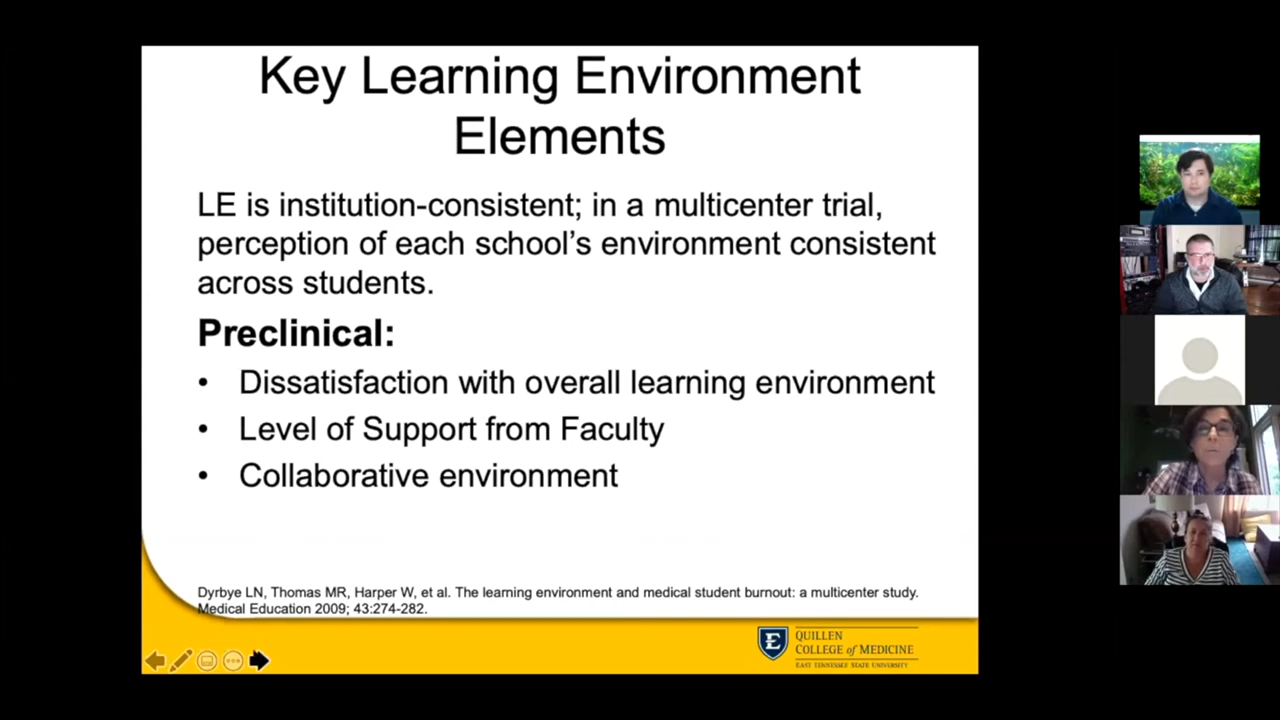 Key Learning Environment
Elements
LE is institution-consistent; in a multicenter trial,
perception of each school’s environment consistent
across students.
Preclinical:
• Dissatisfaction with overall learning environment
• Level of Support from Faculty
• Collaborative environment
Dyrbye LN, Thomas MR, Harper W, et al. The learning environment and medical student burnout: a multicenter study.
Medical Education 2009; 43:274-282.
E
QUILLEN
COLLEGE of MEDICINE
EAST TENNESSEE STATE UNIVERSITY